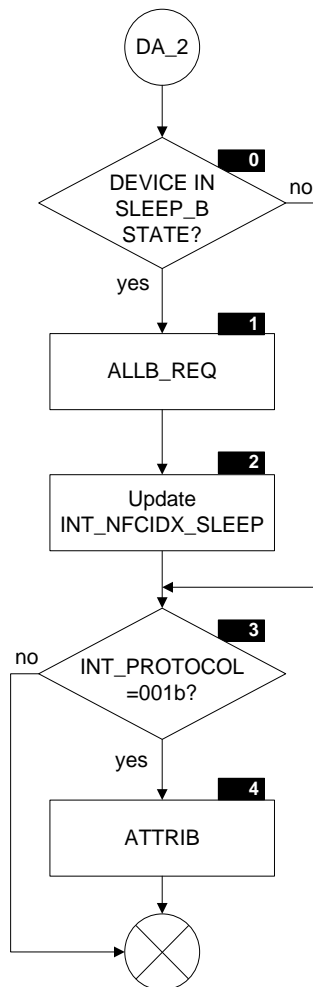 DA_2
0
DEVICE IN
SLEEP_B
STATE?
no
yes
1
ALLB_REQ
2
Update
INT_NFCIDX_SLEEP
3
no
INT_PROTOCOL
=001b?
yes
4
ATTRIB